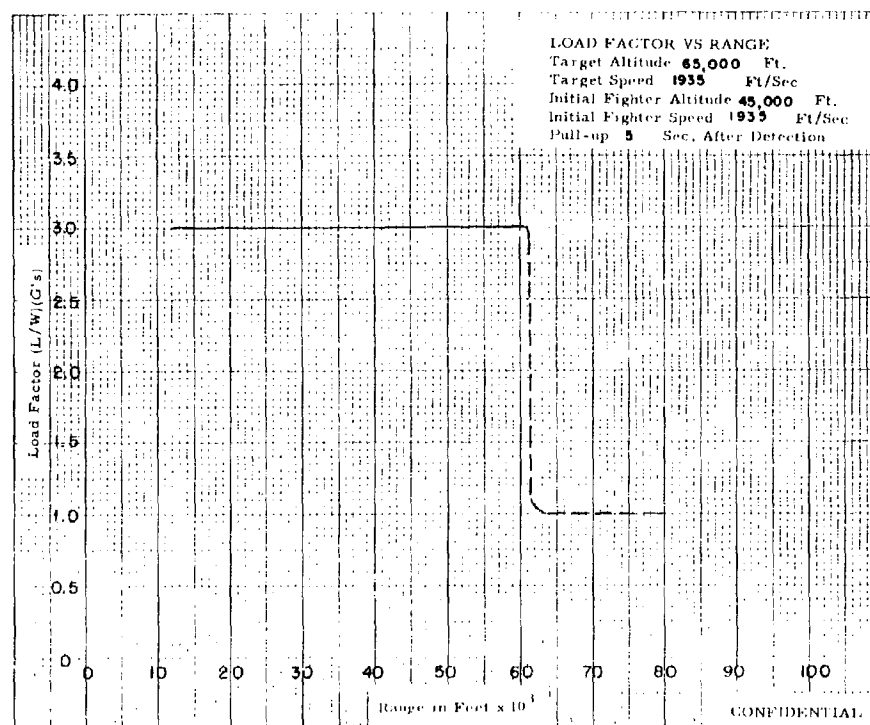 LOAD FACTOR VS RANGE
Target Altitude 65,000 Ft.
Target Speed 1935 Ft/Sec
Initial Fighter Altitude 45,000 Ft.
Initial Fighter Speed 1935 Ft/Sec
Pull-up 5 Sec. After Detection
4.0
3.5
3.0
2.5
2.0
1.5
1.0
0.5
0
Load Factor (L/W)(G's)
0 10 20 30 40 50 60 70 80 90 100
Range in Feet x 10³
CONFIDENTIAL